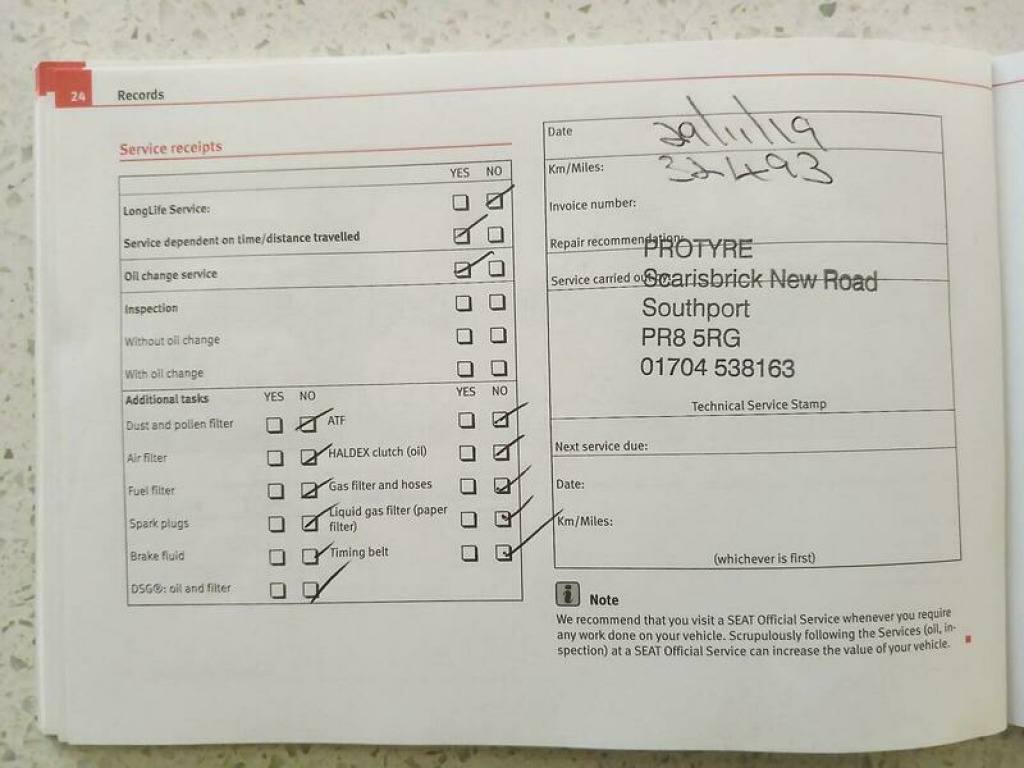 24 Records
Service receipts
YES NO
LongLife Service:
Service dependent on time/distance travelled
Oil change service
Inspection
Without oil change
With oil change
Additional tasks YES NO YES NO
Dust and pollen filter ATF
Air filter HALDEX clutch (oil)
Fuel filter Gas filter and hoses
Spark plugs Liquid gas filter (paper
filter)
Brake fluid Timing belt
DSG®: oil and filter
Date 29/11/19
Km/Miles: 32493
Invoice number:
Repair recommendation:
PROTYRE
Service carried out
Scarisbrick New Road
Southport
PR8 5RG
01704 538163
Technical Service Stamp
Next service due:
Date:
Km/Miles:
(whichever is first)
i Note
We recommend that you visit a SEAT Official Service whenever you require
any work done on your vehicle. Scrupulously following the Services (oil, in-
spection) at a SEAT Official Service can increase the value of your vehicle.